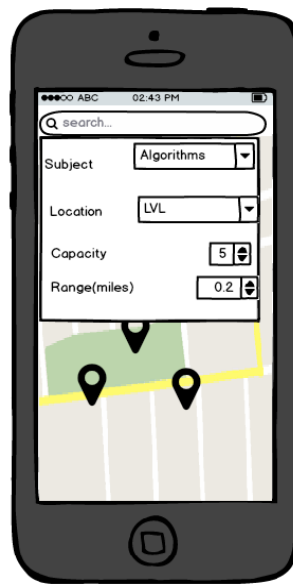 ABC 02:43 PM
search...
Subject Algorithms
Location LVL
Capacity 5
Range(miles) 0.2